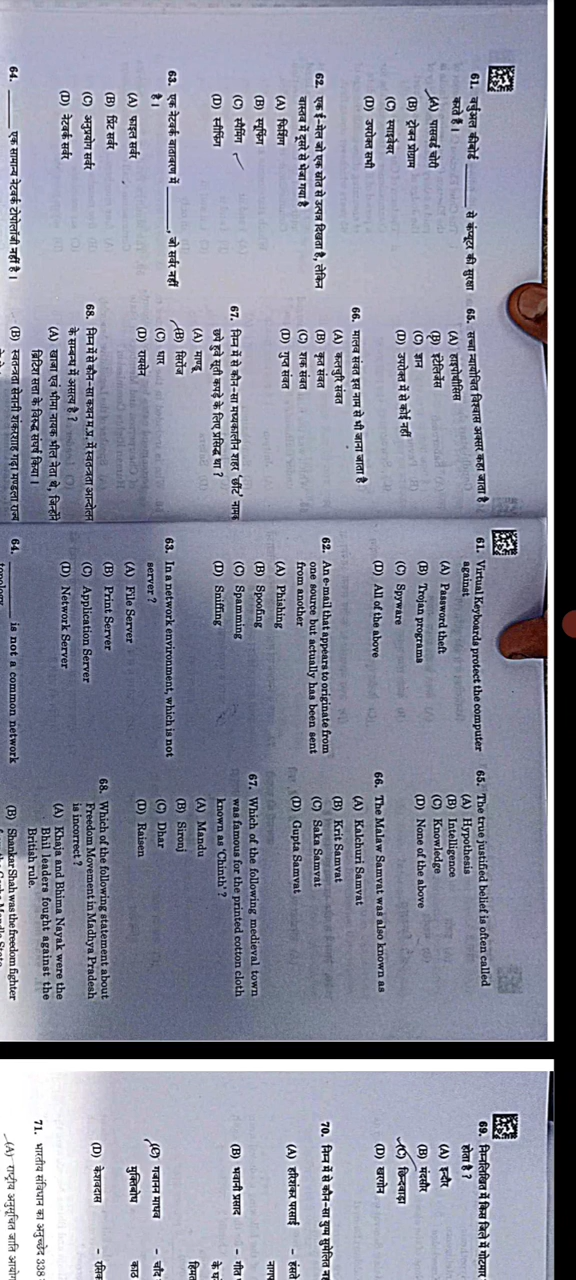 61. वर्चुअल कीबोर्ड ______ से कंप्यूटर की सुरक्षा
करते हैं ।
(A) पासवर्ड चोरी
(B) ट्रोजन प्रोग्राम
(C) स्पाईवेयर
(D) उपरोक्त सभी
62. एक ई-मेल जो एक स्रोत से उत्पन्न दिखता है, लेकिन
वास्तव में दूसरे से भेजा गया है
(A) फिशिंग
(B) स्पूफिंग
(C) स्पैमिंग
(D) स्नीफिंग
63. एक नेटवर्क वातावरण में ______, जो सर्वर नहीं
है ।
(A) फाइल सर्वर
(B) प्रिंट सर्वर
(C) अनुप्रयोग सर्वर
(D) नेटवर्क सर्वर
64. ______ एक सामान्य नेटवर्क टोपोलॉजी नहीं है ।
65. सच्चा न्यायोचित विश्वास अक्सर कहा जाता है
(A) हाइपोथीसिस
(B) इंटेलिजेंस
(C) ज्ञान
(D) उपरोक्त में से कोई नहीं
66. मालव संवत इस नाम से भी जाना जाता है
(A) कलचुरि संवत
(B) कृत संवत
(C) शक संवत
(D) गुप्त संवत
67. निम्न में से कौन-सा मध्यकालीन शहर 'छींट' नामक
छपे हुये सूती कपड़े के लिए प्रसिद्ध था ?
(A) माण्डू
(B) सिरोंज
(C) धार
(D) रायसेन
68. निम्न में से कौन-सा कथन म.प्र. में स्वतन्त्रता आन्दोलन
के सम्बन्ध में असत्य है ?
(A) खाजा एवं भीमा नायक भील नेता थे, जिन्होंने
ब्रिटिश सत्ता के विरुद्ध संघर्ष किया ।
(B) स्वतन्त्रता सेनानी शंकरशाह गढ़ा मण्डला राज्य
61. Virtual Keyboards protect the computer
against ______
(A) Password theft
(B) Trojan programs
(C) Spyware
(D) All of the above
62. An e-mail that appears to originate from
one source but actually has been sent
from another
(A) Phishing
(B) Spoofing
(C) Spamming
(D) Sniffing
63. In a network environment, which is not
server ?
(A) File Server
(B) Print Server
(C) Application Server
(D) Network Server
64. ______ is not a common network
topology
65. The true justified belief is often called
(A) Hypothesis
(B) Intelligence
(C) Knowledge
(D) None of the above
66. The Malaw Samvat was also known as
(A) Kalchuri Samvat
(B) Krit Samvat
(C) Saka Samvat
(D) Gupta Samvat
67. Which of the following medieval town
was famous for the printed cotton cloth
known as 'Chinth' ?
(A) Mandu
(B) Sironj
(C) Dhar
(D) Raisen
68. Which of the following statement about
Freedom Movement in Madhya Pradesh
is incorrect ?
(A) Khaja and Bhima Nayak were the
Bhil leaders fought against the
British rule.
(B) Shankar Shah was the freedom fighter
69. निम्नलिखित में किस जिले में गोटमार
होता है ?
(A) इन्दौर
(B) मंदसौर
(C) छिन्दवाड़ा
(D) खरगोन
70. निम्न में से कौन-सा युग्म सुमेलित
(A) हरिशंकर परसाई - हंसते
(B) भवानी प्रसाद - गीत
(C) गजानन माधव - चाँद
मुक्तिबोध
(D) केशवदास
71. भारतीय संविधान का अनुच्छेद 338
(A) राष्ट्रीय अनुसूचित जाति आयोग